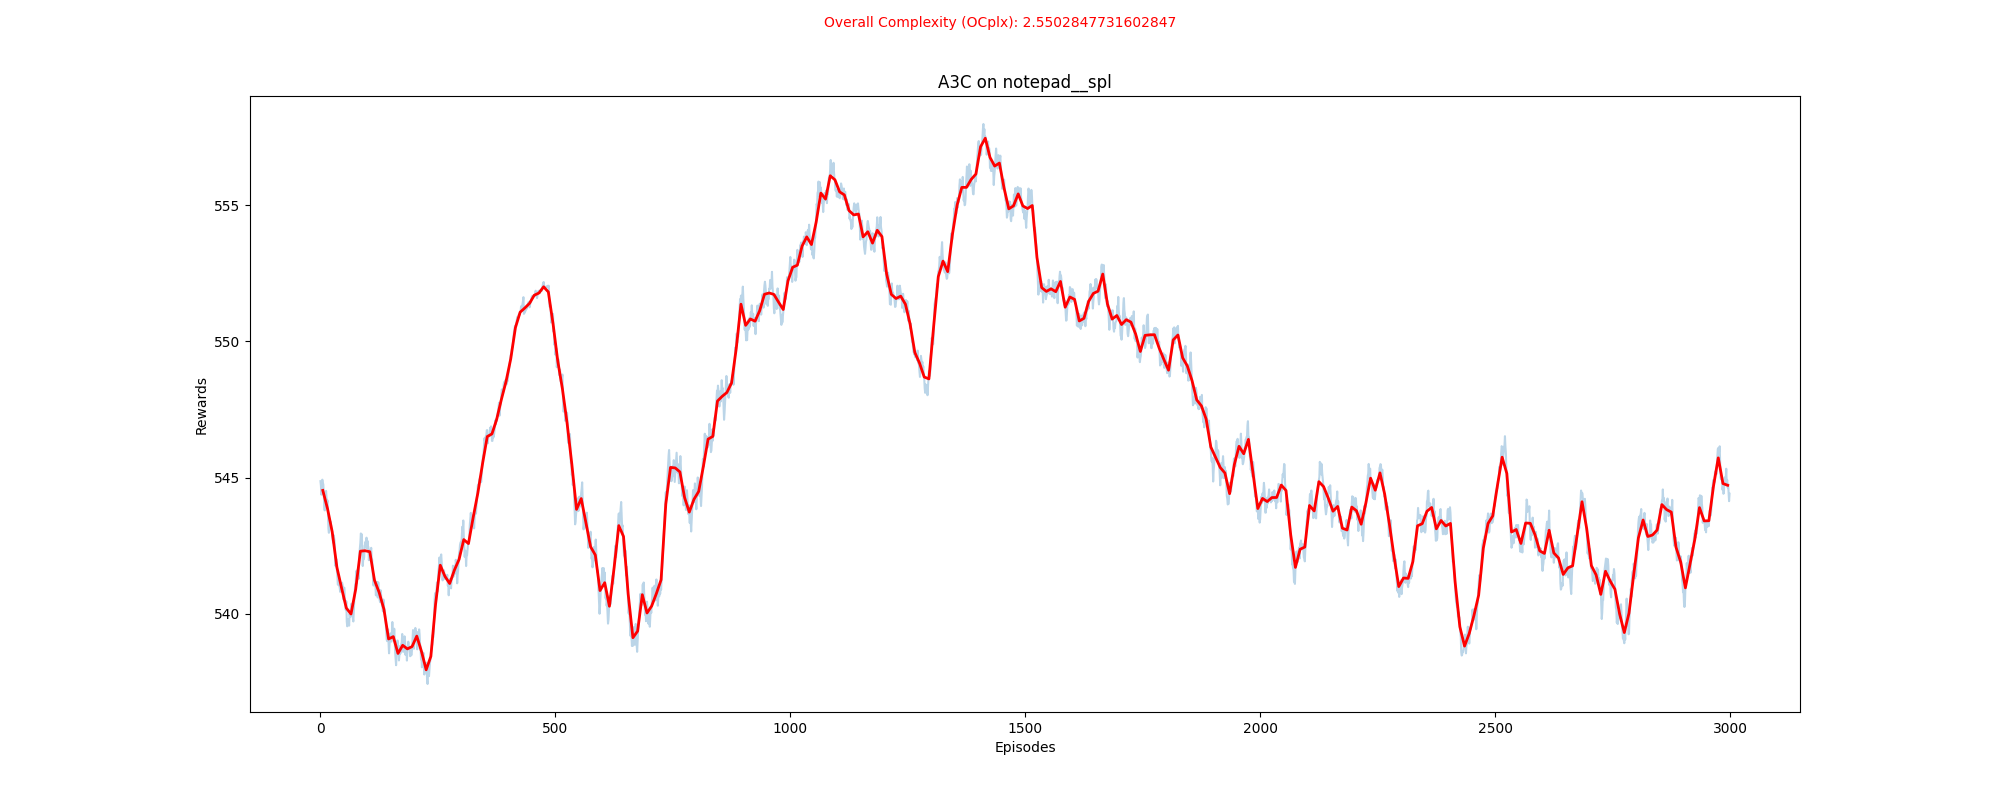 Overall Complexity (OCplx): 2.5502847731602847
A3C on notepad__spl
555
550
545
540
Rewards
0 500 1000 1500 2000 2500 3000
Episodes